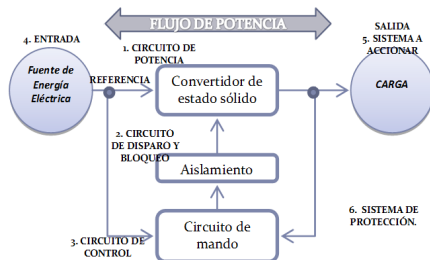 FLUJO DE POTENCIA
4. ENTRADA
SALIDA
5. SISTEMA A
ACCIONAR
1. CIRCUITO DE
POTENCIA
Fuente de
Energía
Eléctrica
REFERENCIA
Convertidor de
estado sólido
CARGA
2. CIRCUITO
DE DISPARO Y
BLOQUEO
Aislamiento
6. SISTEMA DE
PROTECCIÓN.
Circuito de
mando
3. CIRCUITO DE
CONTROL